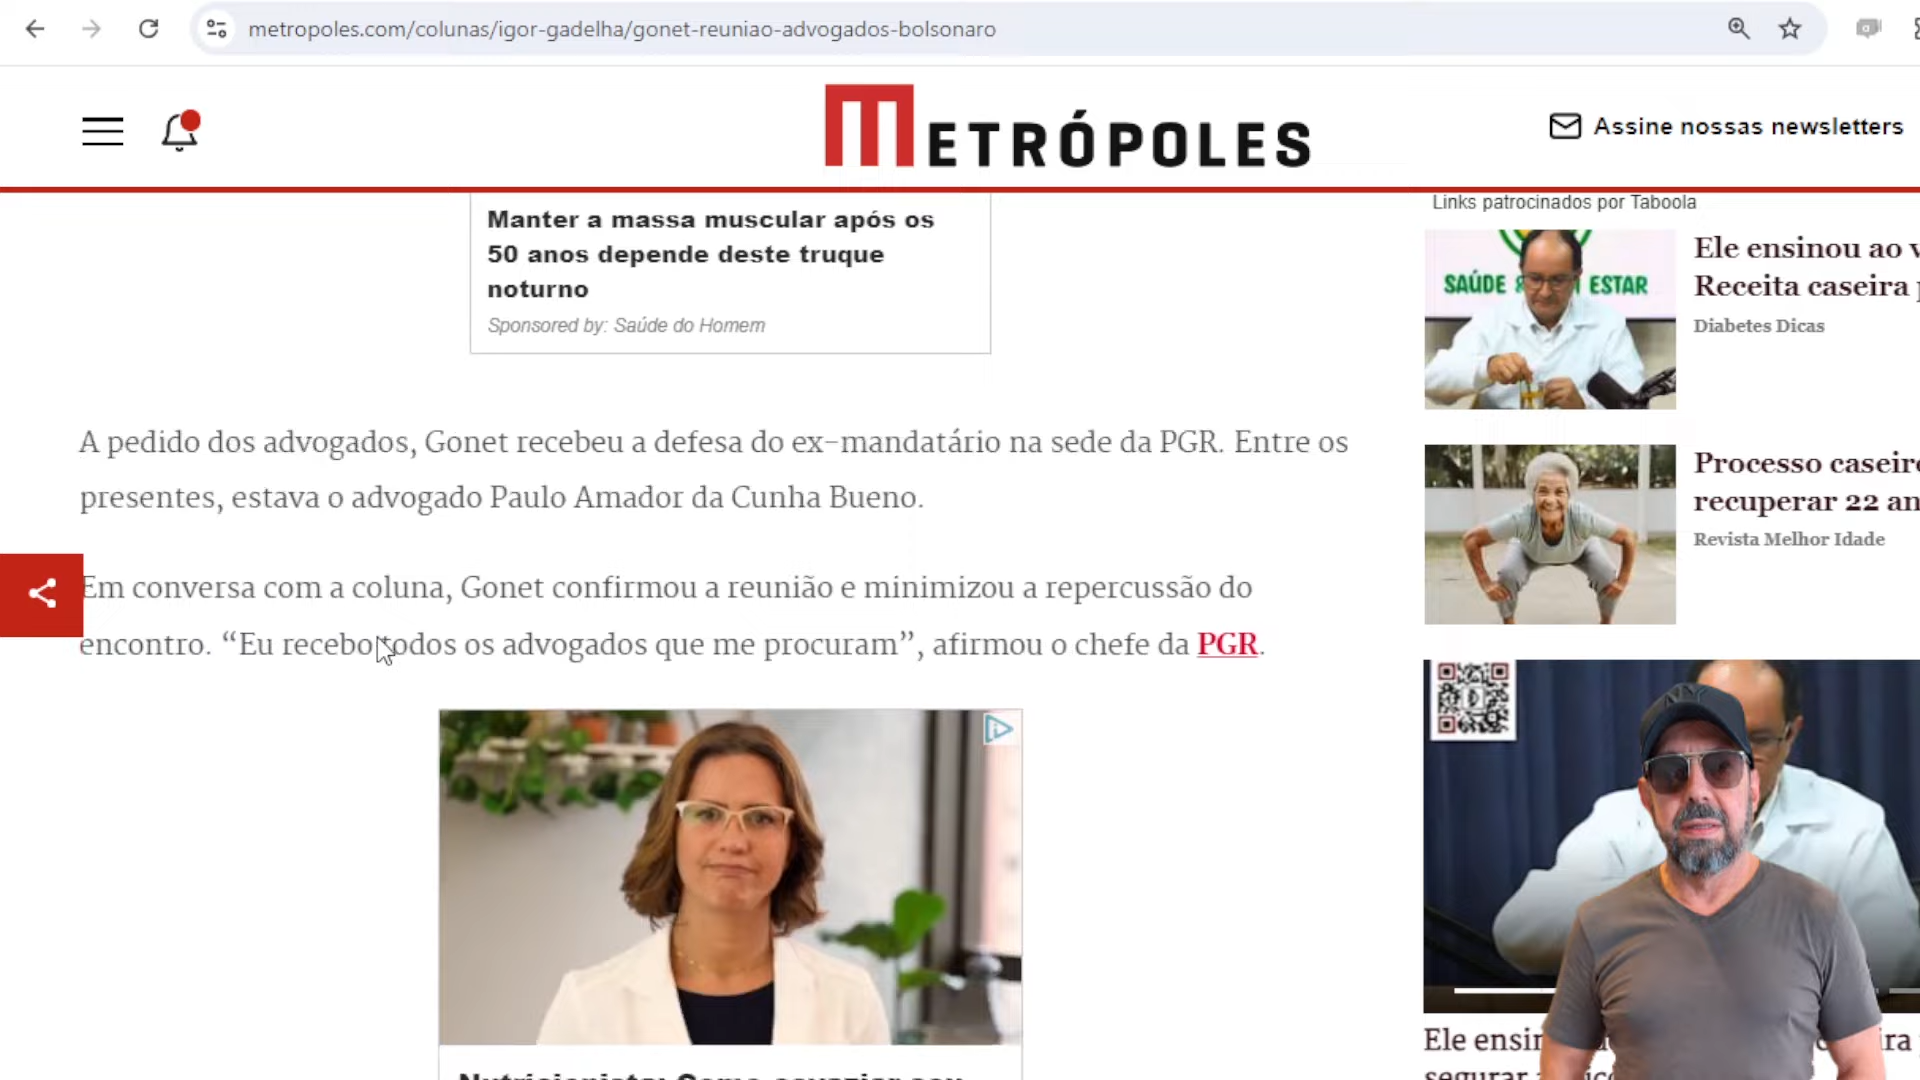 metropoles.com/colunas/igor-gadelha/gonet-reuniao-advogados-bolsonaro
METRÓPOLES
Assine nossas newsletters
Manter a massa muscular após os
50 anos depende deste truque
noturno
Sponsored by: Saúde do Homem
A pedido dos advogados, Gonet recebeu a defesa do ex-mandatário na sede da PGR. Entre os
presentes, estava o advogado Paulo Amador da Cunha Bueno.
Em conversa com a coluna, Gonet confirmou a reunião e minimizou a repercussão do
encontro. “Eu recebo todos os advogados que me procuram”, afirmou o chefe da PGR.
Links patrocinados por Taboola
SAÚDE ESTAR
Ele ensinou ao
Receita caseira
Diabetes Dicas
Processo caseiro
recuperar 22
Revista Melhor Idade
NY
Ele
segurar